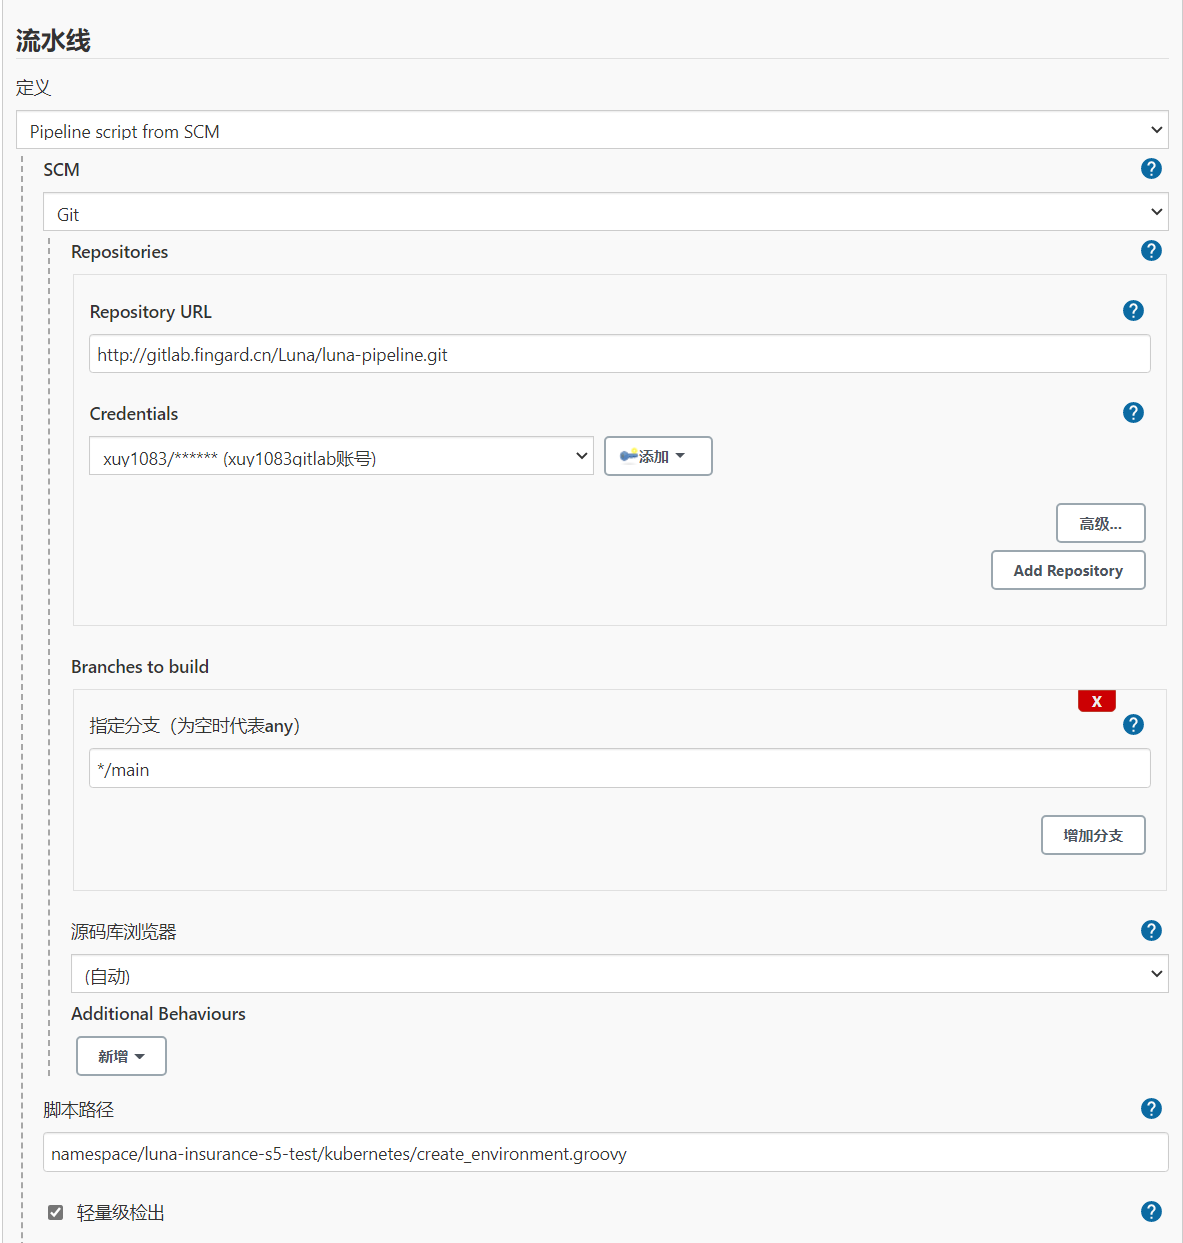 流水线
定义
Pipeline script from SCM
SCM
?
Git
Repositories
?
Repository URL
?
http://gitlab.fingard.cn/Luna/luna-pipeline.git
Credentials
?
xuy1083/****** (xuy1083gitlab账号)
添加
高级...
Add Repository
Branches to build
X
指定分支（为空时代表any）
?
*/main
增加分支
源码库浏览器
?
(自动)
Additional Behaviours
新增
脚本路径
?
namespace/luna-insurance-s5-test/kubernetes/create_environment.groovy
轻量级检出
?